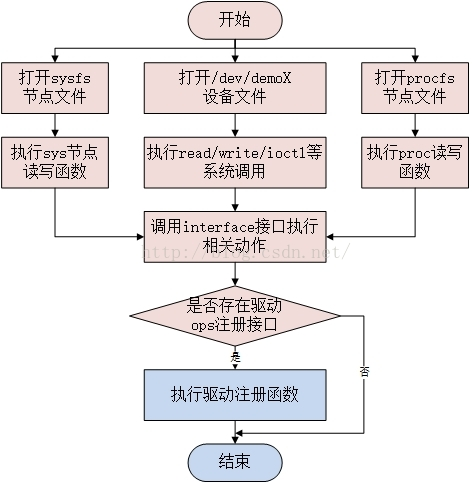 开始
打开sysfs
节点文件
打开/dev/demoX
设备文件
打开procfs
节点文件
执行sys节点
读写函数
执行read/write/ioctl等
系统调用
执行proc读写
函数
调用interface接口执行
相关动作
http://blog.csdn.net/
是否存在驱动
ops注册接口
是
否
执行驱动注册函数
结束